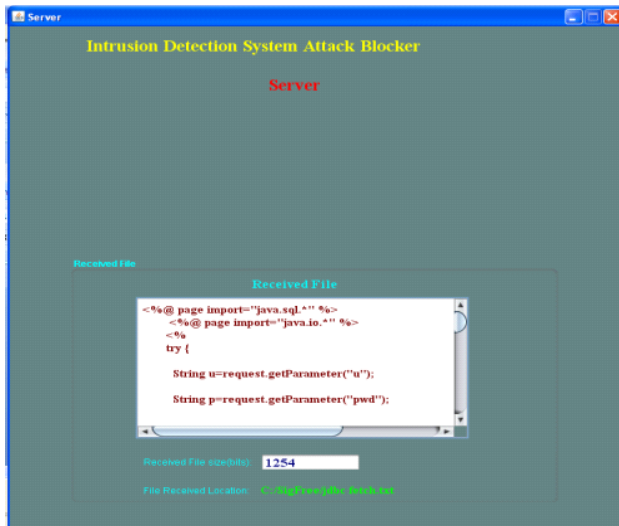 Server
Intrusion Detection System Attack Blocker
Server
Received File
Received File
<%@ page import="java.sql.*" %>
<%@ page import="java.io.*" %>
<%
try {
String u=request.getParameter("u");
String p=request.getParameter("pwd");
Received File size(bits): 1254
File Received Location: C:/SigFree/jdbc fetch.txt